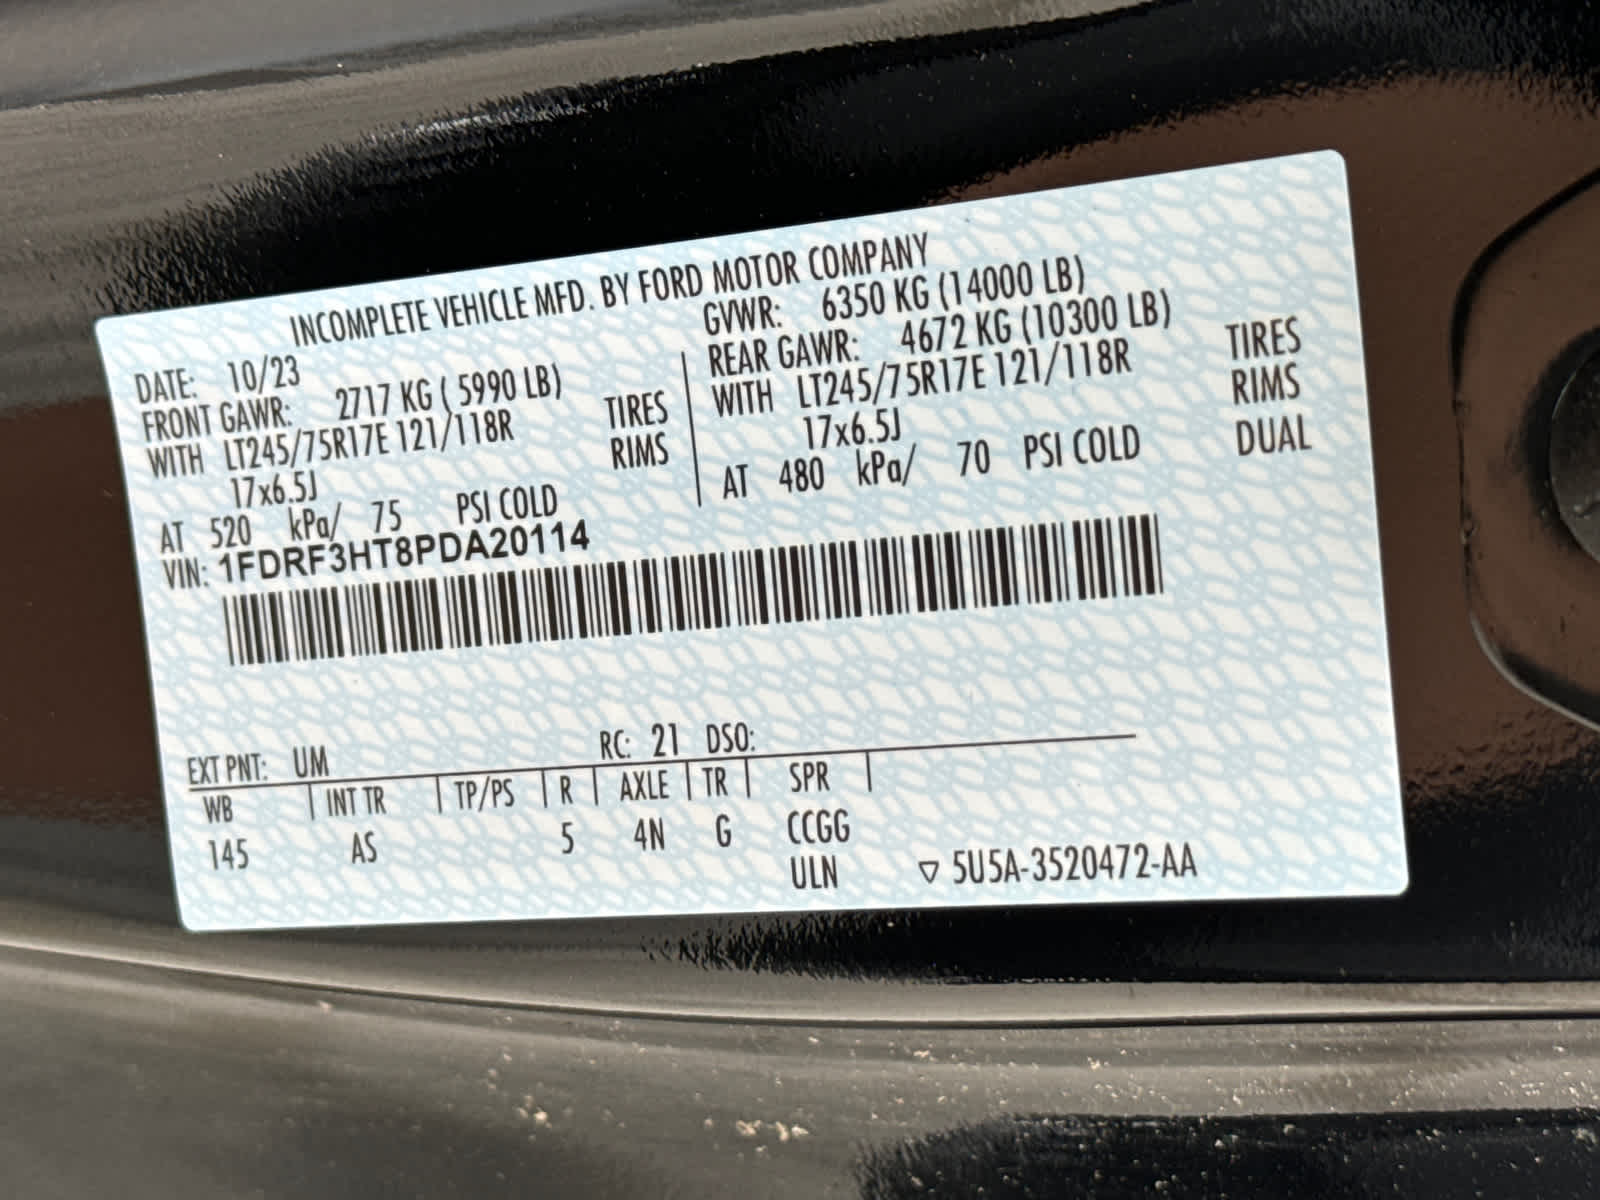 INCOMPLETE VEHICLE MFD. BY FORD MOTOR COMPANY
DATE: 10/23
GVWR: 6350 KG (14000 LB)
FRONT GAWR: 2717 KG ( 5990 LB)
REAR GAWR: 4672 KG (10300 LB)
WITH LT245/75R17E 121/118R TIRES
WITH LT245/75R17E 121/118R TIRES
17x6.5J RIMS
17x6.5J RIMS
AT 520 kPa/ 75 PSI COLD
AT 480 kPa/ 70 PSI COLD DUAL
VIN: 1FDRF3HT8PDA20114
EXT PNT: UM RC: 21 DSO:
WB | INT TR | TP/PS | R | AXLE | TR | SPR |
145 AS 5 4N G CCGG
ULN ▽ 5U5A-3520472-AA